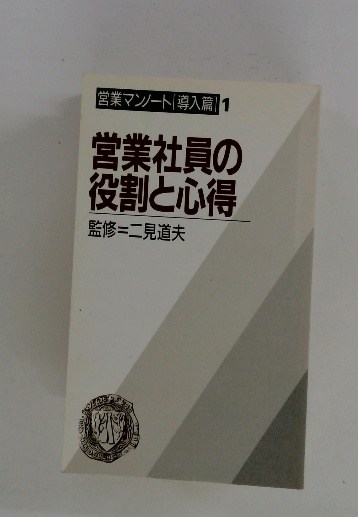 営業マンノート[導入篇]1
営業社員の
役割と心得
監修=二見道夫